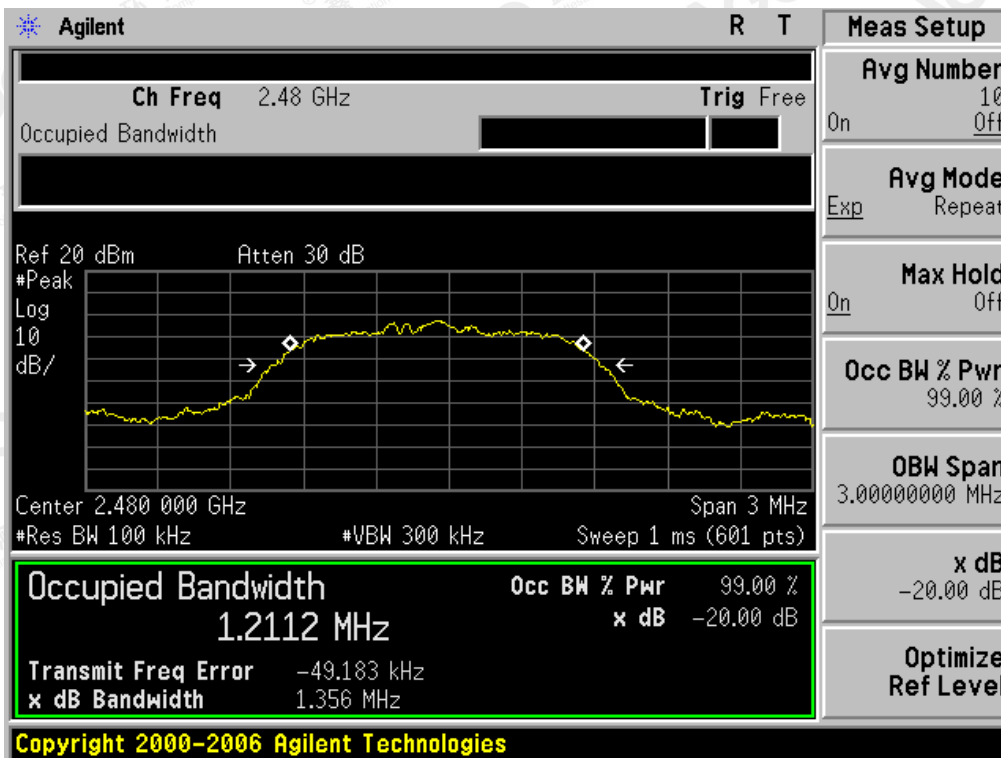 Agilent R T
Ch Freq 2.48 GHz Trig Free
Occupied Bandwidth
Ref 20 dBm Atten 30 dB
#Peak
Log
10
dB/
Center 2.480 000 GHz Span 3 MHz
#Res BW 100 kHz #VBW 300 kHz Sweep 1 ms (601 pts)
Occupied Bandwidth Occ BW % Pwr 99.00 %
1.2112 MHz x dB -20.00 dB
Transmit Freq Error -49.183 kHz
x dB Bandwidth 1.356 MHz
Copyright 2000-2006 Agilent Technologies
Meas Setup
Avg Number
10
On Off
Avg Mode
Exp Repeat
Max Hold
On Off
Occ BW % Pwr
99.00 %
OBW Span
3.00000000 MHz
x dB
-20.00 dB
Optimize
Ref Level